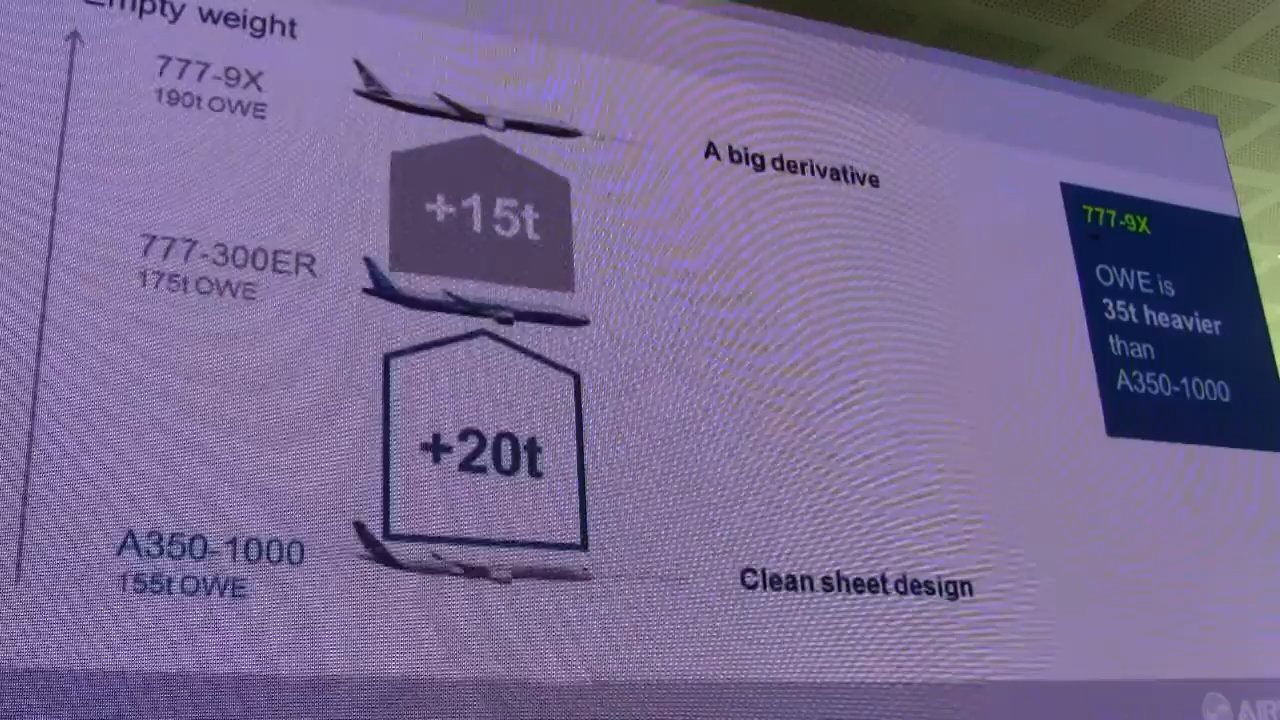 Empty weight
777-9X
190t OWE
A big derivative
+15t
777-9X
OWE is
35t heavier
than
A350-1000
777-300ER
175t OWE
+20t
A350-1000
155t OWE
Clean sheet design